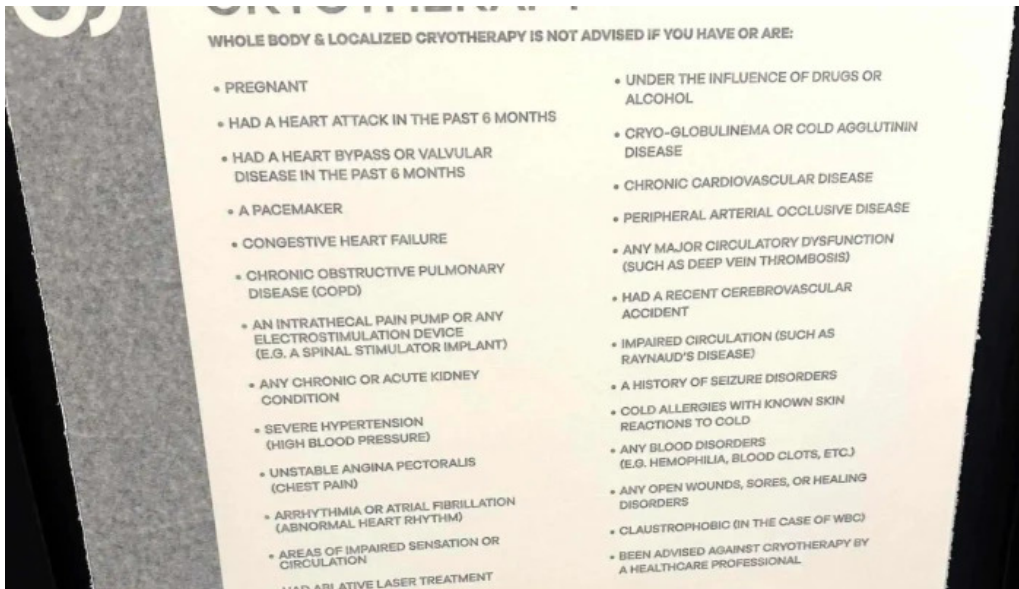 CRYOTHERAPY
WHOLE BODY & LOCALIZED CRYOTHERAPY IS NOT ADVISED IF YOU HAVE OR ARE:
• PREGNANT
• HAD A HEART ATTACK IN THE PAST 6 MONTHS
• HAD A HEART BYPASS OR VALVULAR
DISEASE IN THE PAST 6 MONTHS
• A PACEMAKER
• CONGESTIVE HEART FAILURE
• CHRONIC OBSTRUCTIVE PULMONARY
DISEASE (COPD)
• AN INTRATHECAL PAIN PUMP OR ANY
ELECTROSTIMULATION DEVICE
(E.G. A SPINAL STIMULATOR IMPLANT)
• ANY CHRONIC OR ACUTE KIDNEY
CONDITION
• SEVERE HYPERTENSION
(HIGH BLOOD PRESSURE)
• UNSTABLE ANGINA PECTORALIS
(CHEST PAIN)
• ARRHYTHMIA OR ATRIAL FIBRILLATION
(ABNORMAL HEART RHYTHM)
• AREAS OF IMPAIRED SENSATION OR
CIRCULATION
HAD ABLATIVE LASER TREATMENT
• UNDER THE INFLUENCE OF DRUGS OR
ALCOHOL
• CRYO-GLOBULINEMA OR COLD AGGLUTININ
DISEASE
• CHRONIC CARDIOVASCULAR DISEASE
• PERIPHERAL ARTERIAL OCCLUSIVE DISEASE
• ANY MAJOR CIRCULATORY DYSFUNCTION
(SUCH AS DEEP VEIN THROMBOSIS)
• HAD A RECENT CEREBROVASCULAR
ACCIDENT
• IMPAIRED CIRCULATION (SUCH AS
RAYNAUD'S DISEASE)
• A HISTORY OF SEIZURE DISORDERS
• COLD ALLERGIES WITH KNOWN SKIN
REACTIONS TO COLD
• ANY BLOOD DISORDERS
(E.G. HEMOPHILIA, BLOOD CLOTS, ETC.)
• ANY OPEN WOUNDS, SORES, OR HEALING
DISORDERS
• CLAUSTROPHOBIC (IN THE CASE OF WBC)
• BEEN ADVISED AGAINST CRYOTHERAPY BY
A HEALTHCARE PROFESSIONAL